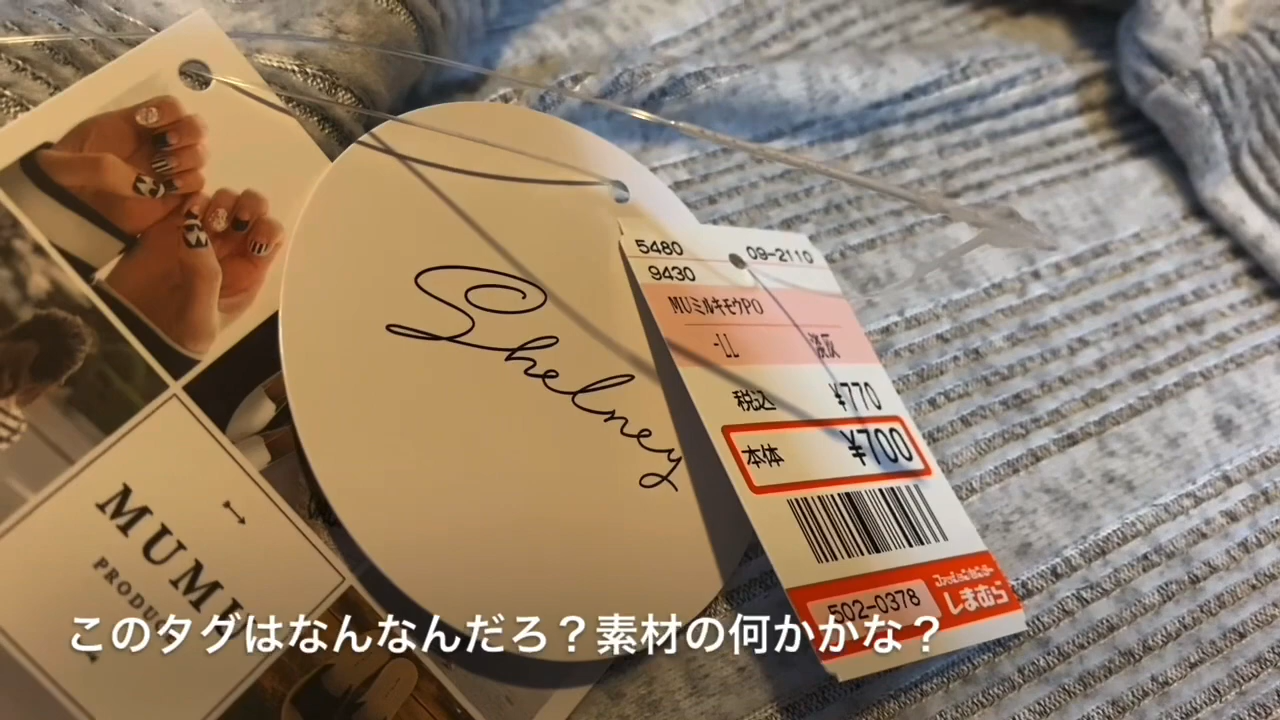 5480
09-2110
9430
MUミルキモウPO
-LL 淡灰
税込 ¥770
本体 ¥700
502-0378
ファッションセンター
しまむら
Shelney
MUMU
PRODUC
このタグはなんなんだろ？素材の何かかな？